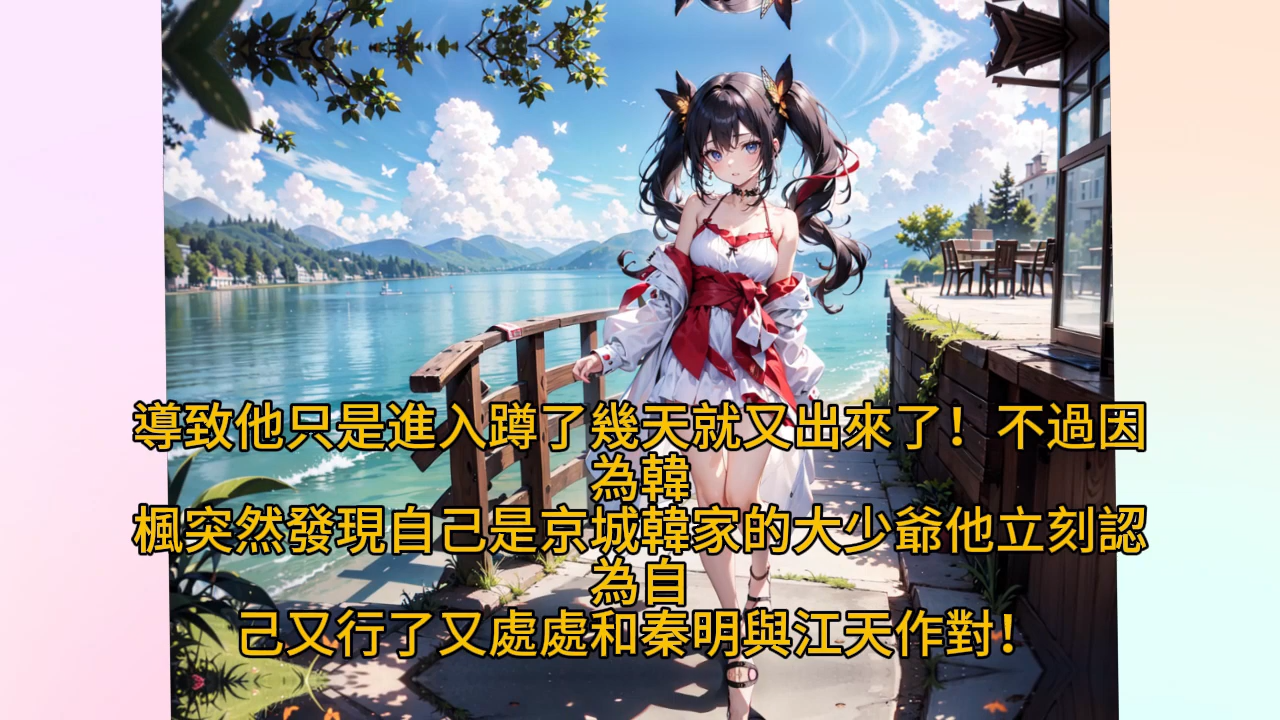 導致他只是進入蹲了幾天就又出來了！不過因
為韓
楓突然發現自己是京城韓家的大少爺他立刻認
為自
己又行了又處處和秦明與江天作對！